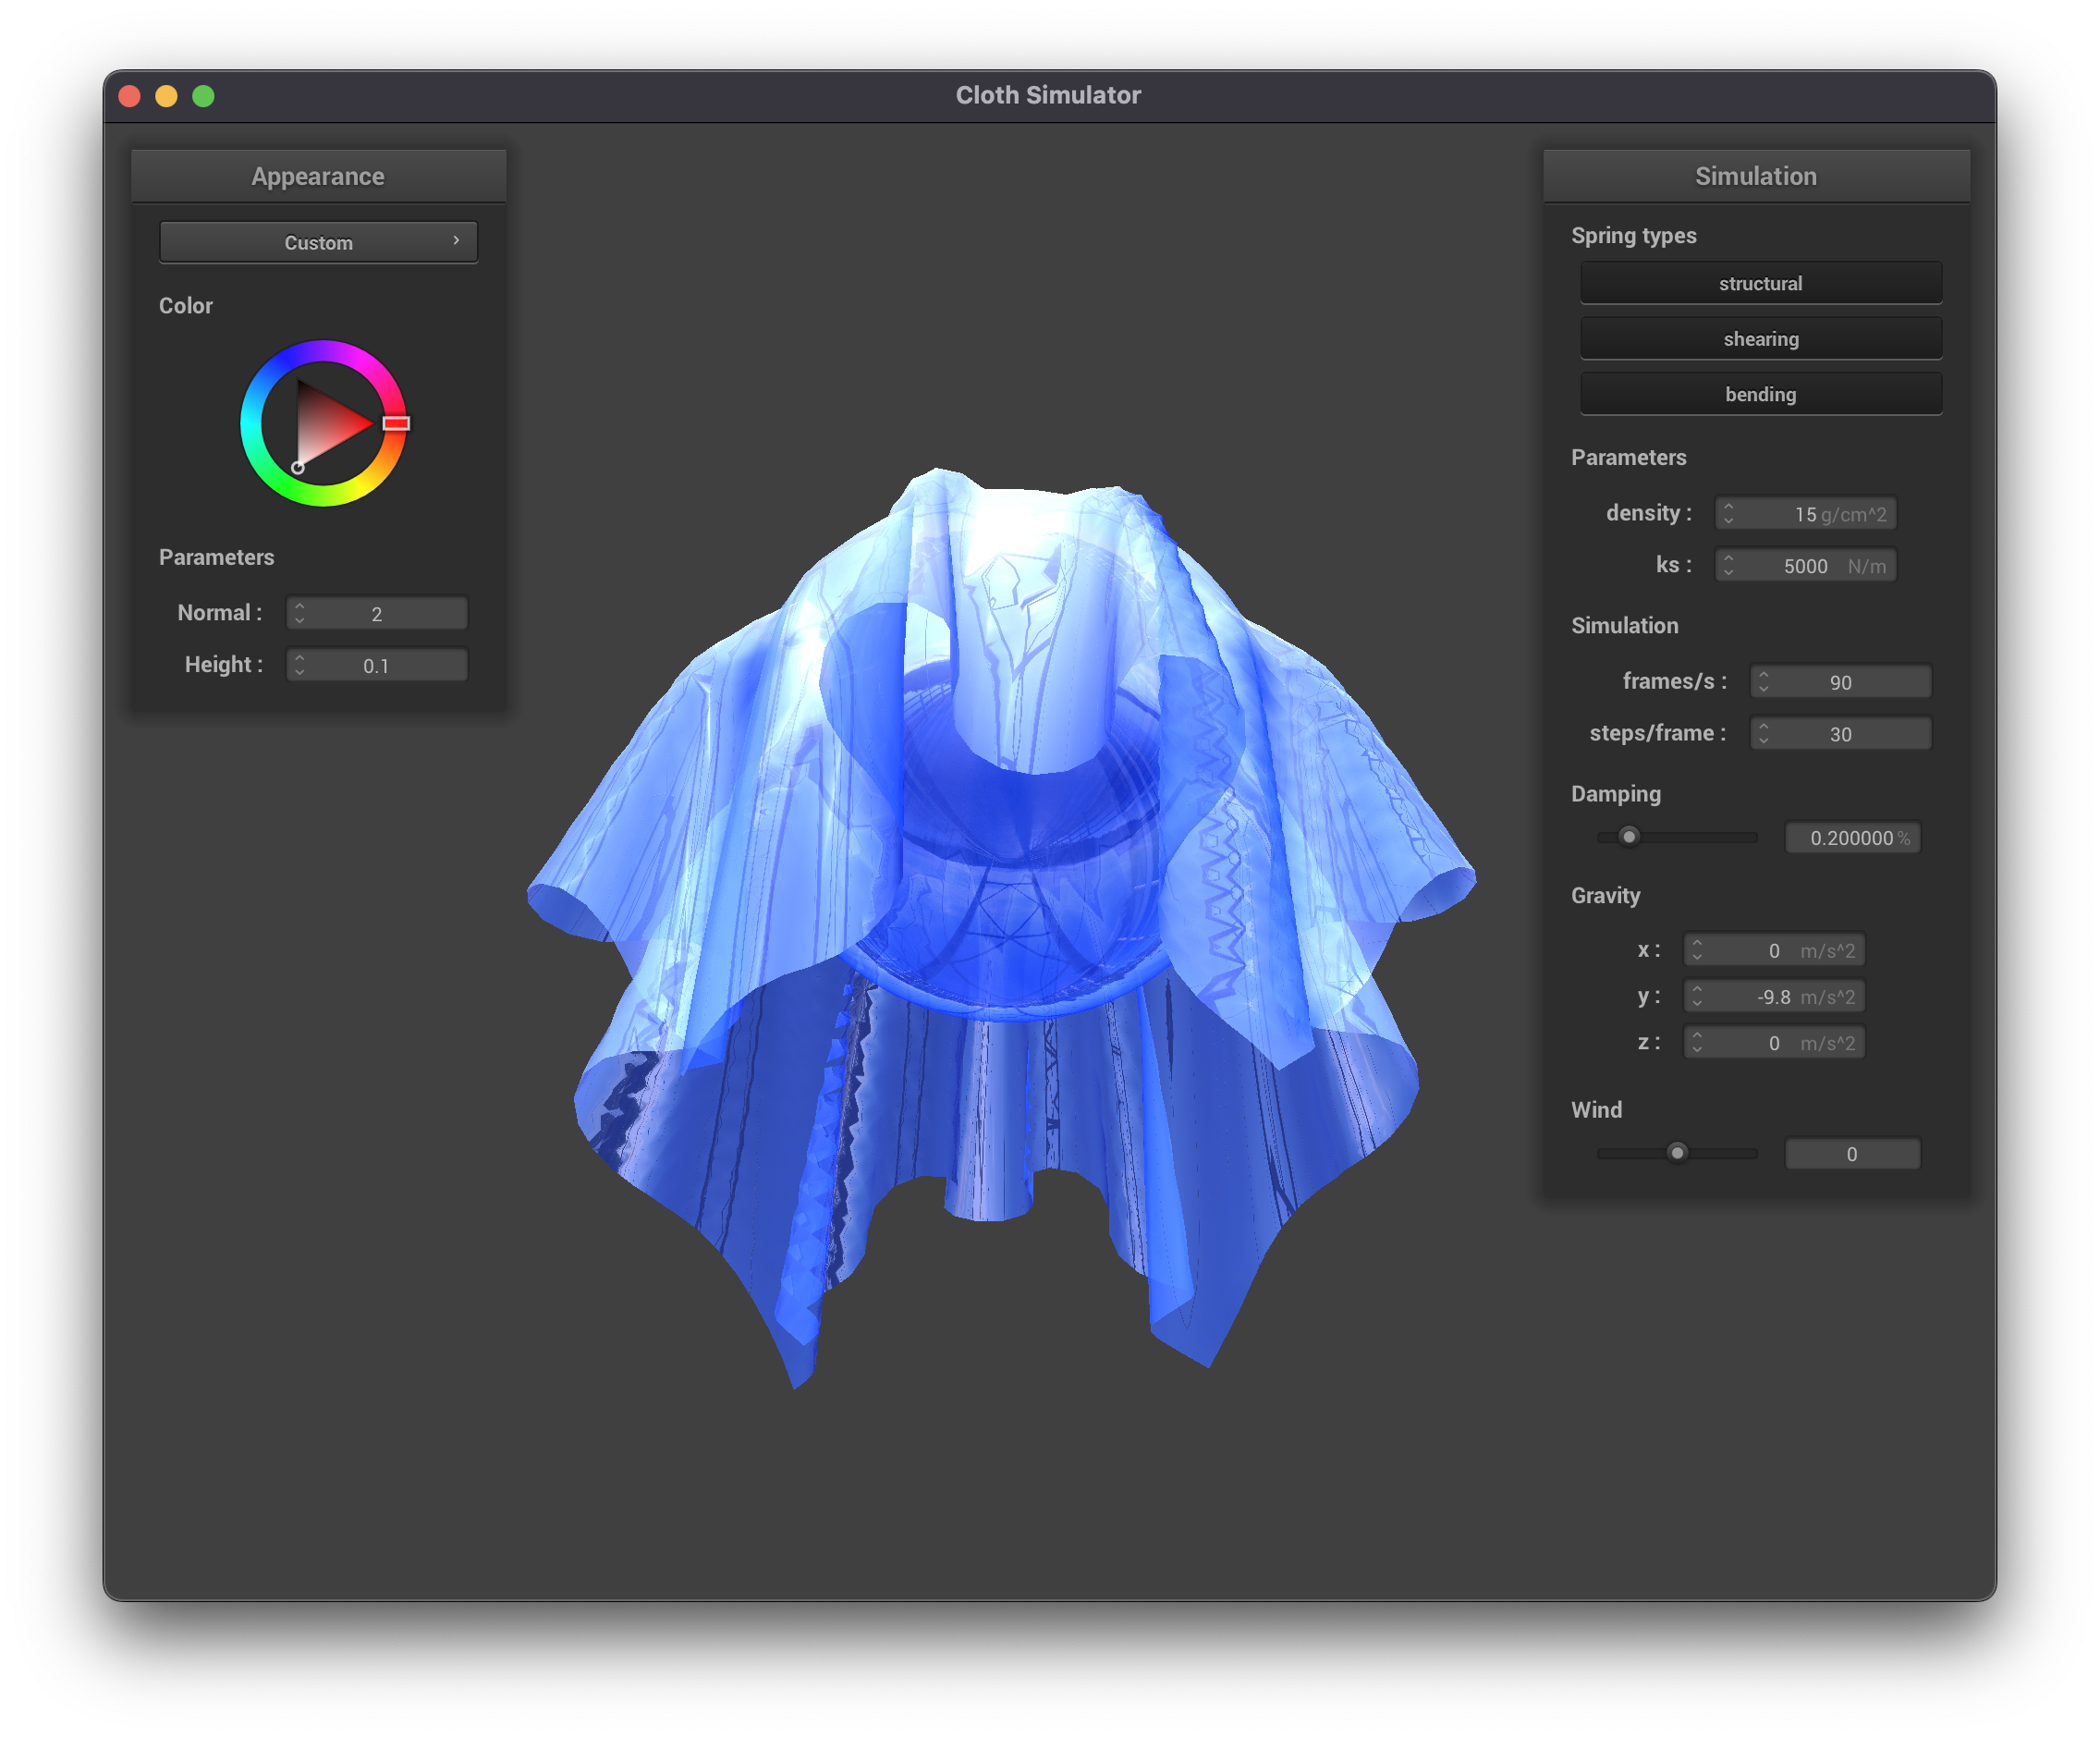 Cloth Simulator
Appearance
Custom
Color
Parameters
Normal : 2
Height : 0.1
Simulation
Spring types
structural
shearing
bending
Parameters
density : 15 g/cm^2
ks : 5000 N/m
Simulation
frames/s : 90
steps/frame : 30
Damping
0.200000 %
Gravity
x : 0 m/s^2
y : -9.8 m/s^2
z : 0 m/s^2
Wind
0